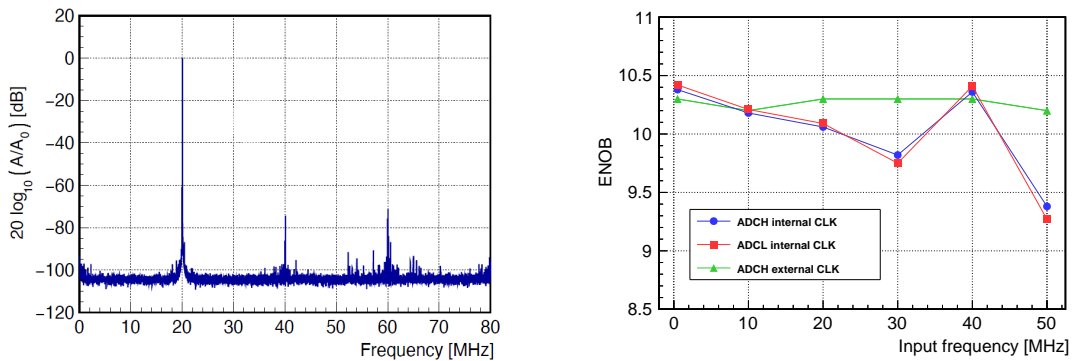 20
0
−20
−40
−60
−80
−100
−120
20 log10 ( A/A0 ) [dB]
0 10 20 30 40 50 60 70 80
Frequency [MHz]
11
10.5
10
9.5
9
8.5
ENOB
ADCH internal CLK
ADCL internal CLK
ADCH external CLK
0 10 20 30 40 50
Input frequency [MHz]